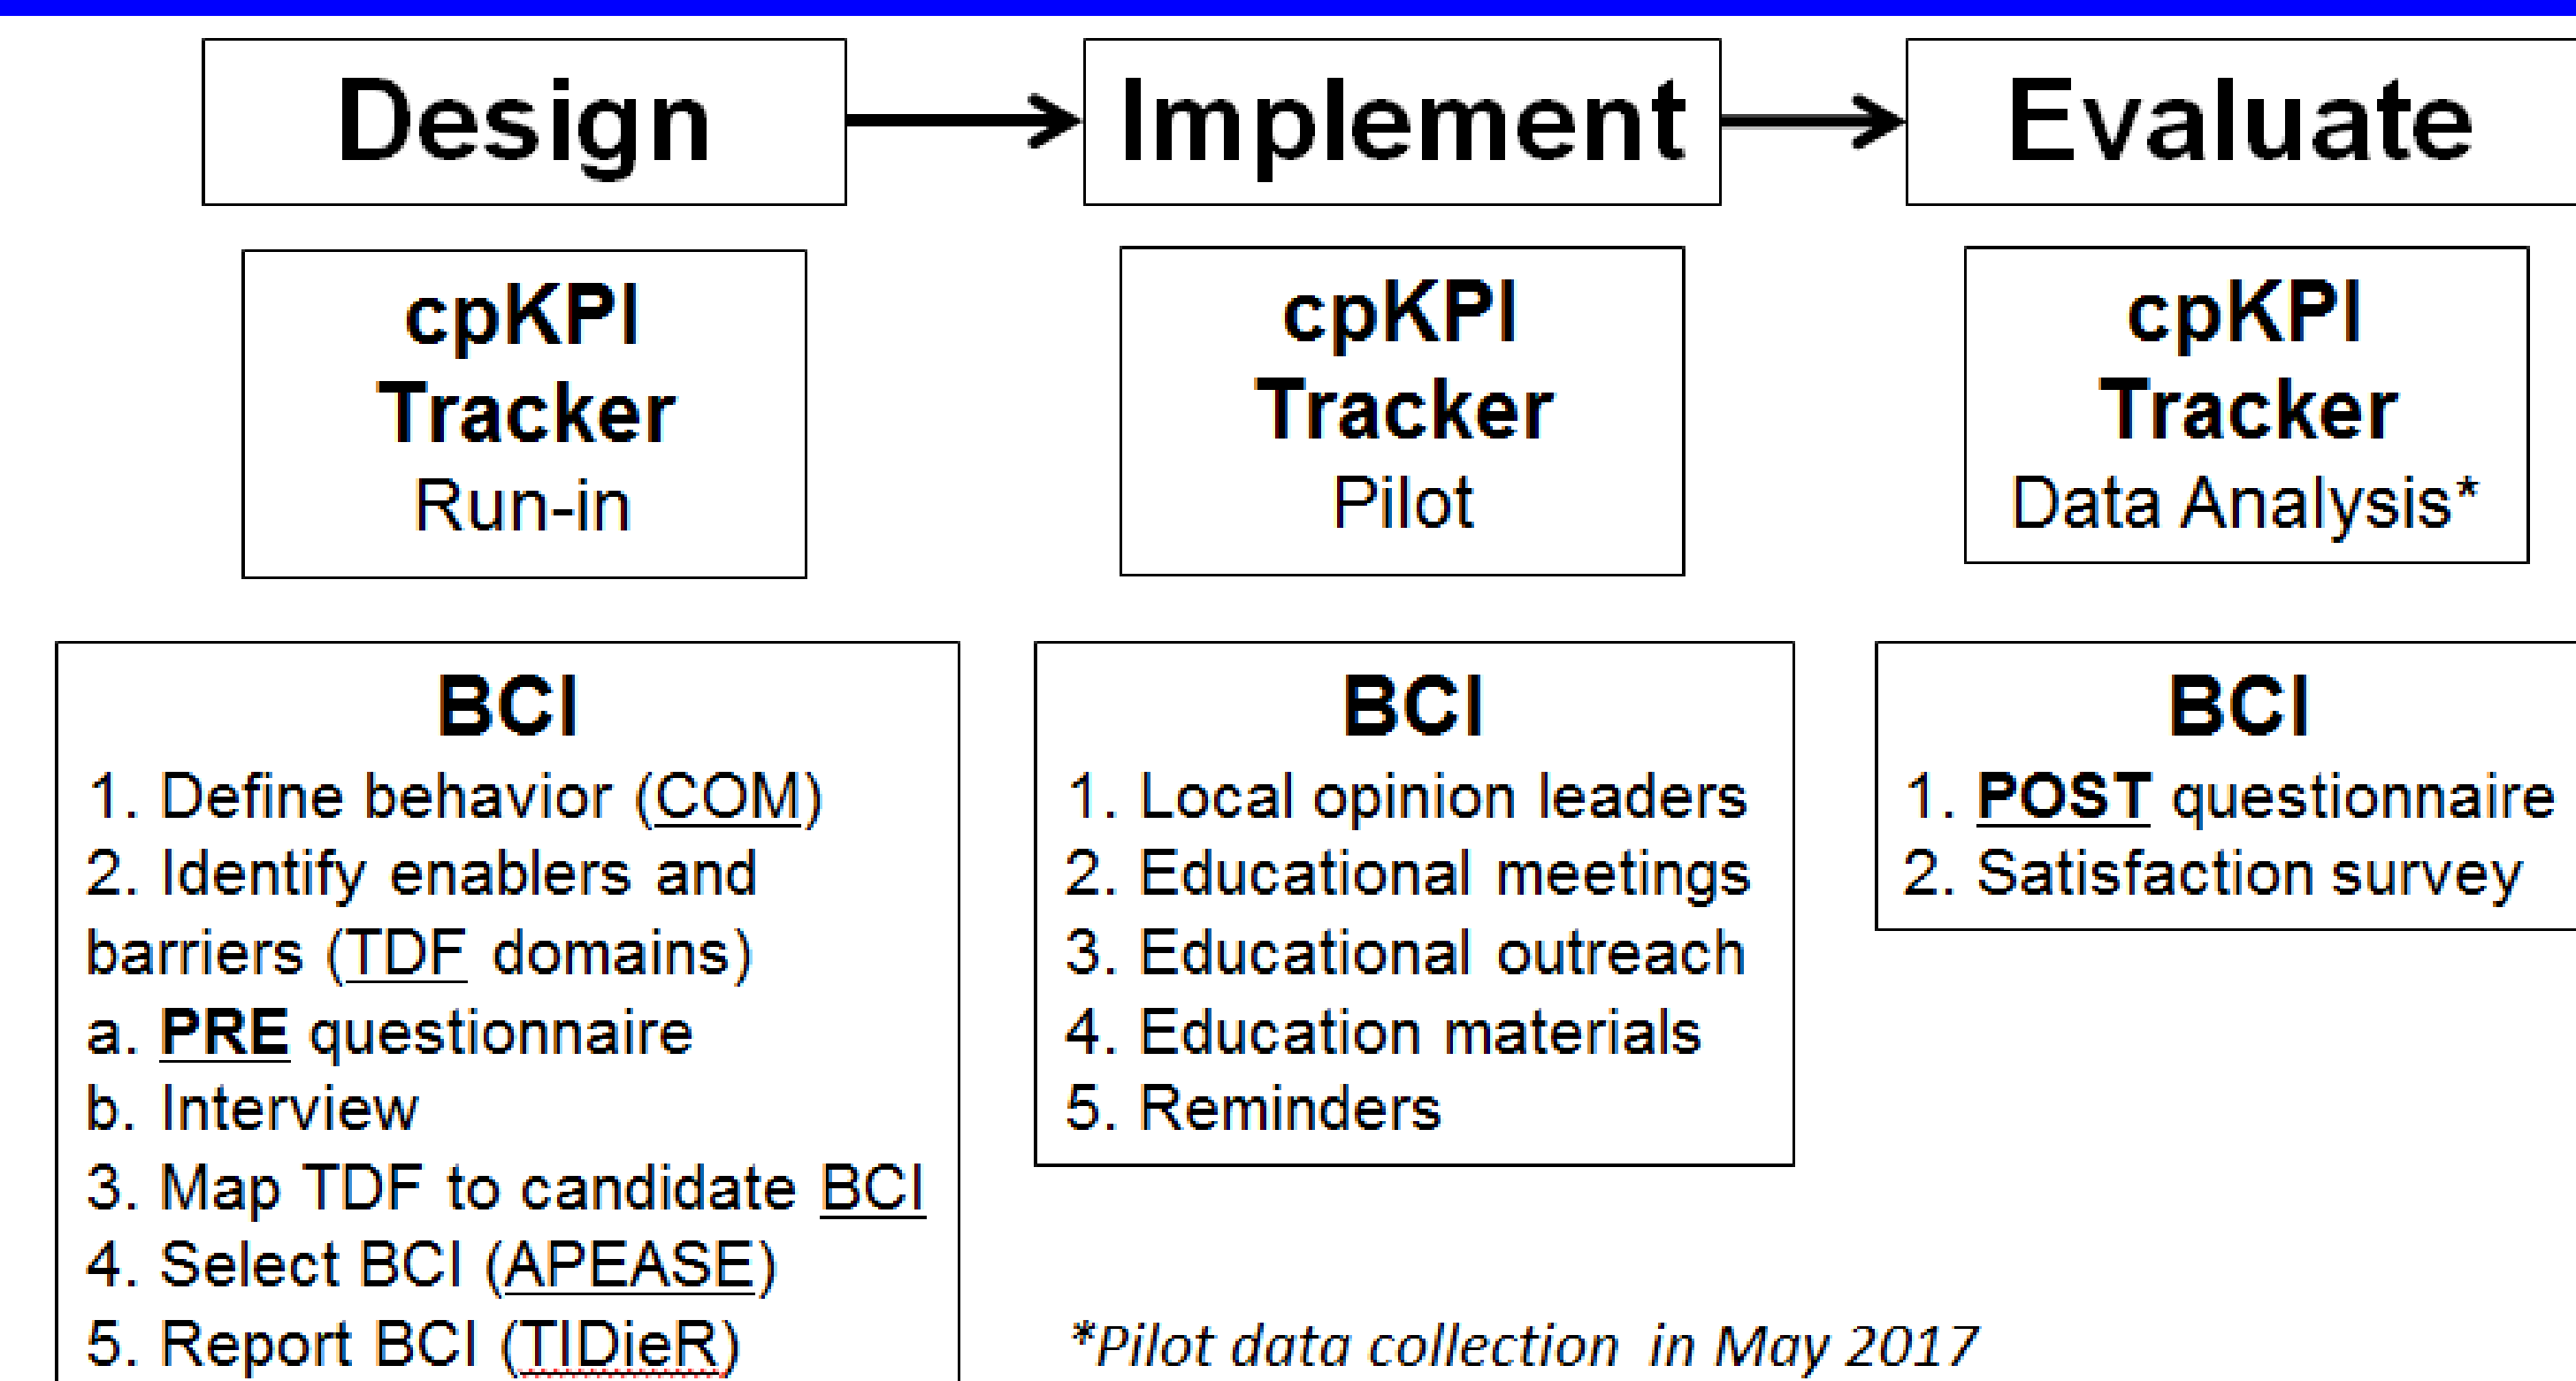 Design
Implement
Evaluate
cpKPI
Tracker
Run-in
cpKPI
Tracker
Pilot
cpKPI
Tracker
Data Analysis*
BCI
1. Define behavior (COM)
2. Identify enablers and
barriers (TDF domains)
a. PRE questionnaire
b. Interview
3. Map TDF to candidate BCI
4. Select BCI (APEASE)
5. Report BCI (TIDieR)
BCI
1. Local opinion leaders
2. Educational meetings
3. Educational outreach
4. Education materials
5. Reminders
BCI
1. POST questionnaire
2. Satisfaction survey
*Pilot data collection in May 2017